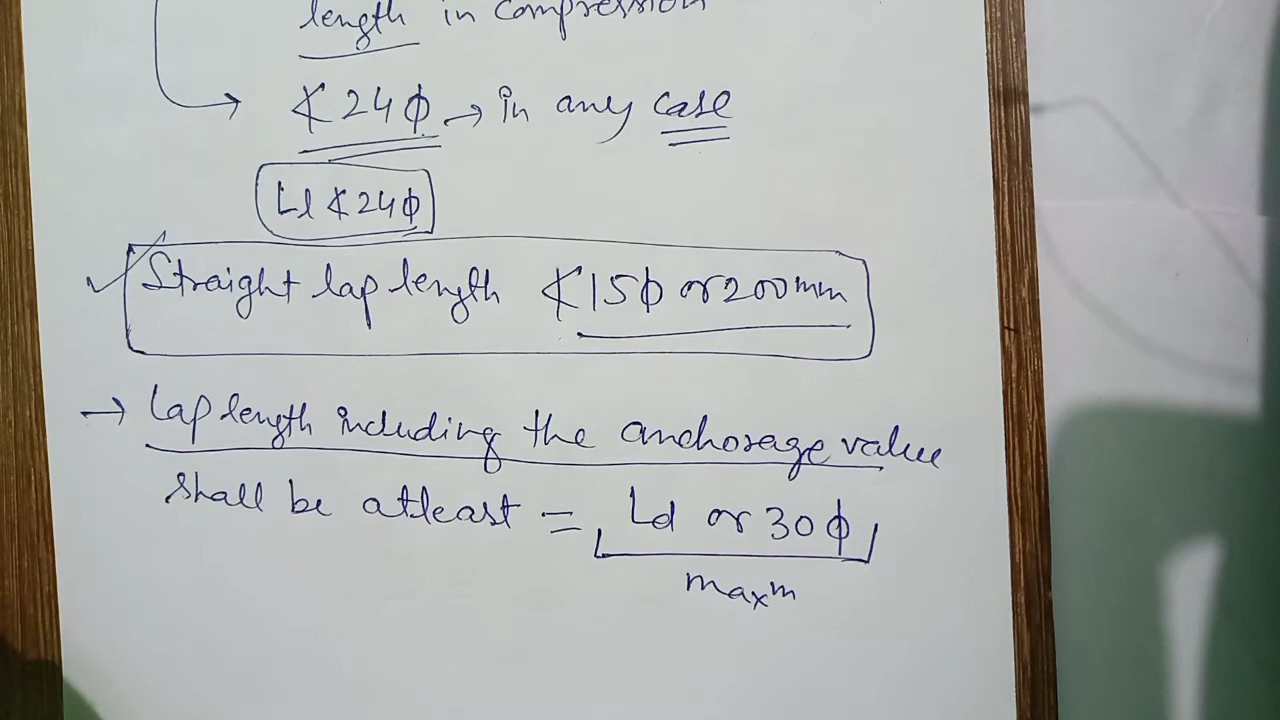 length in compression
≮ 24ϕ → in any case
Ld ≮ 24ϕ
Straight lap length ≮ 15ϕ or 200mm
→ Lap length including the anchorage value
shall be atleast = Ld or 30ϕ
maxm